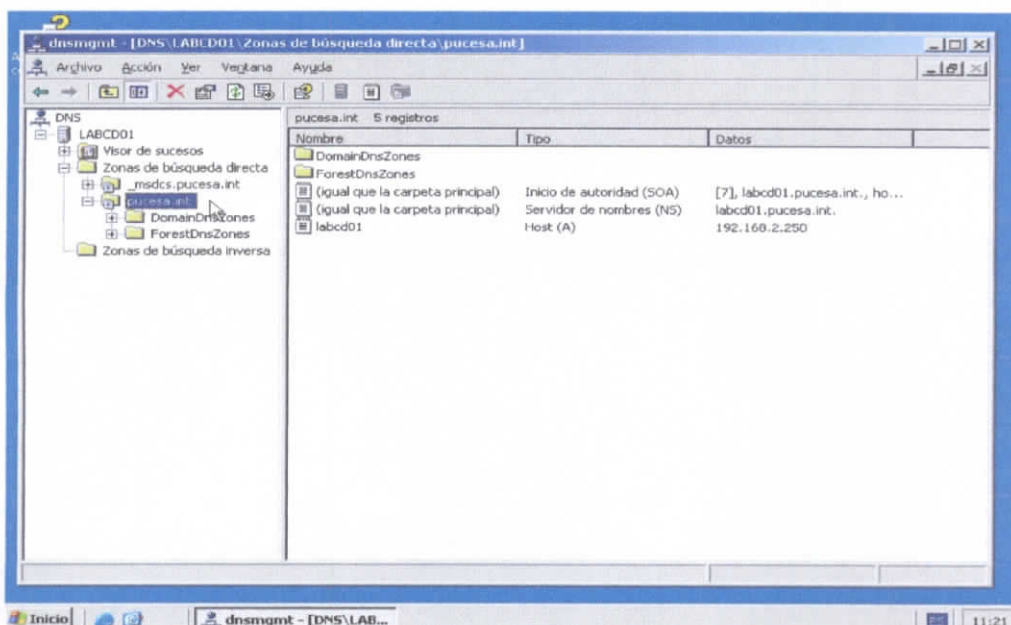 dnsmgmt - [DNS\LABCD01\Zonas de búsqueda directa\pucesa.int]
Archivo Acción Ver Ventana Ayuda
DNS
LABCD01
Visor de sucesos
Zonas de búsqueda directa
_msdcs.pucesa.int
pucesa.int
DomainDnsZones
ForestDnsZones
Zonas de búsqueda inversa
pucesa.int 5 registros
Nombre Tipo Datos
DomainDnsZones
ForestDnsZones
(igual que la carpeta principal) Inicio de autoridad (SOA) [7], labcd01.pucesa.int., ho...
(igual que la carpeta principal) Servidor de nombres (NS) labcd01.pucesa.int.
labcd01 Host (A) 192.168.2.250
Inicio dnsmgmt - [DNS\LAB... 11:21